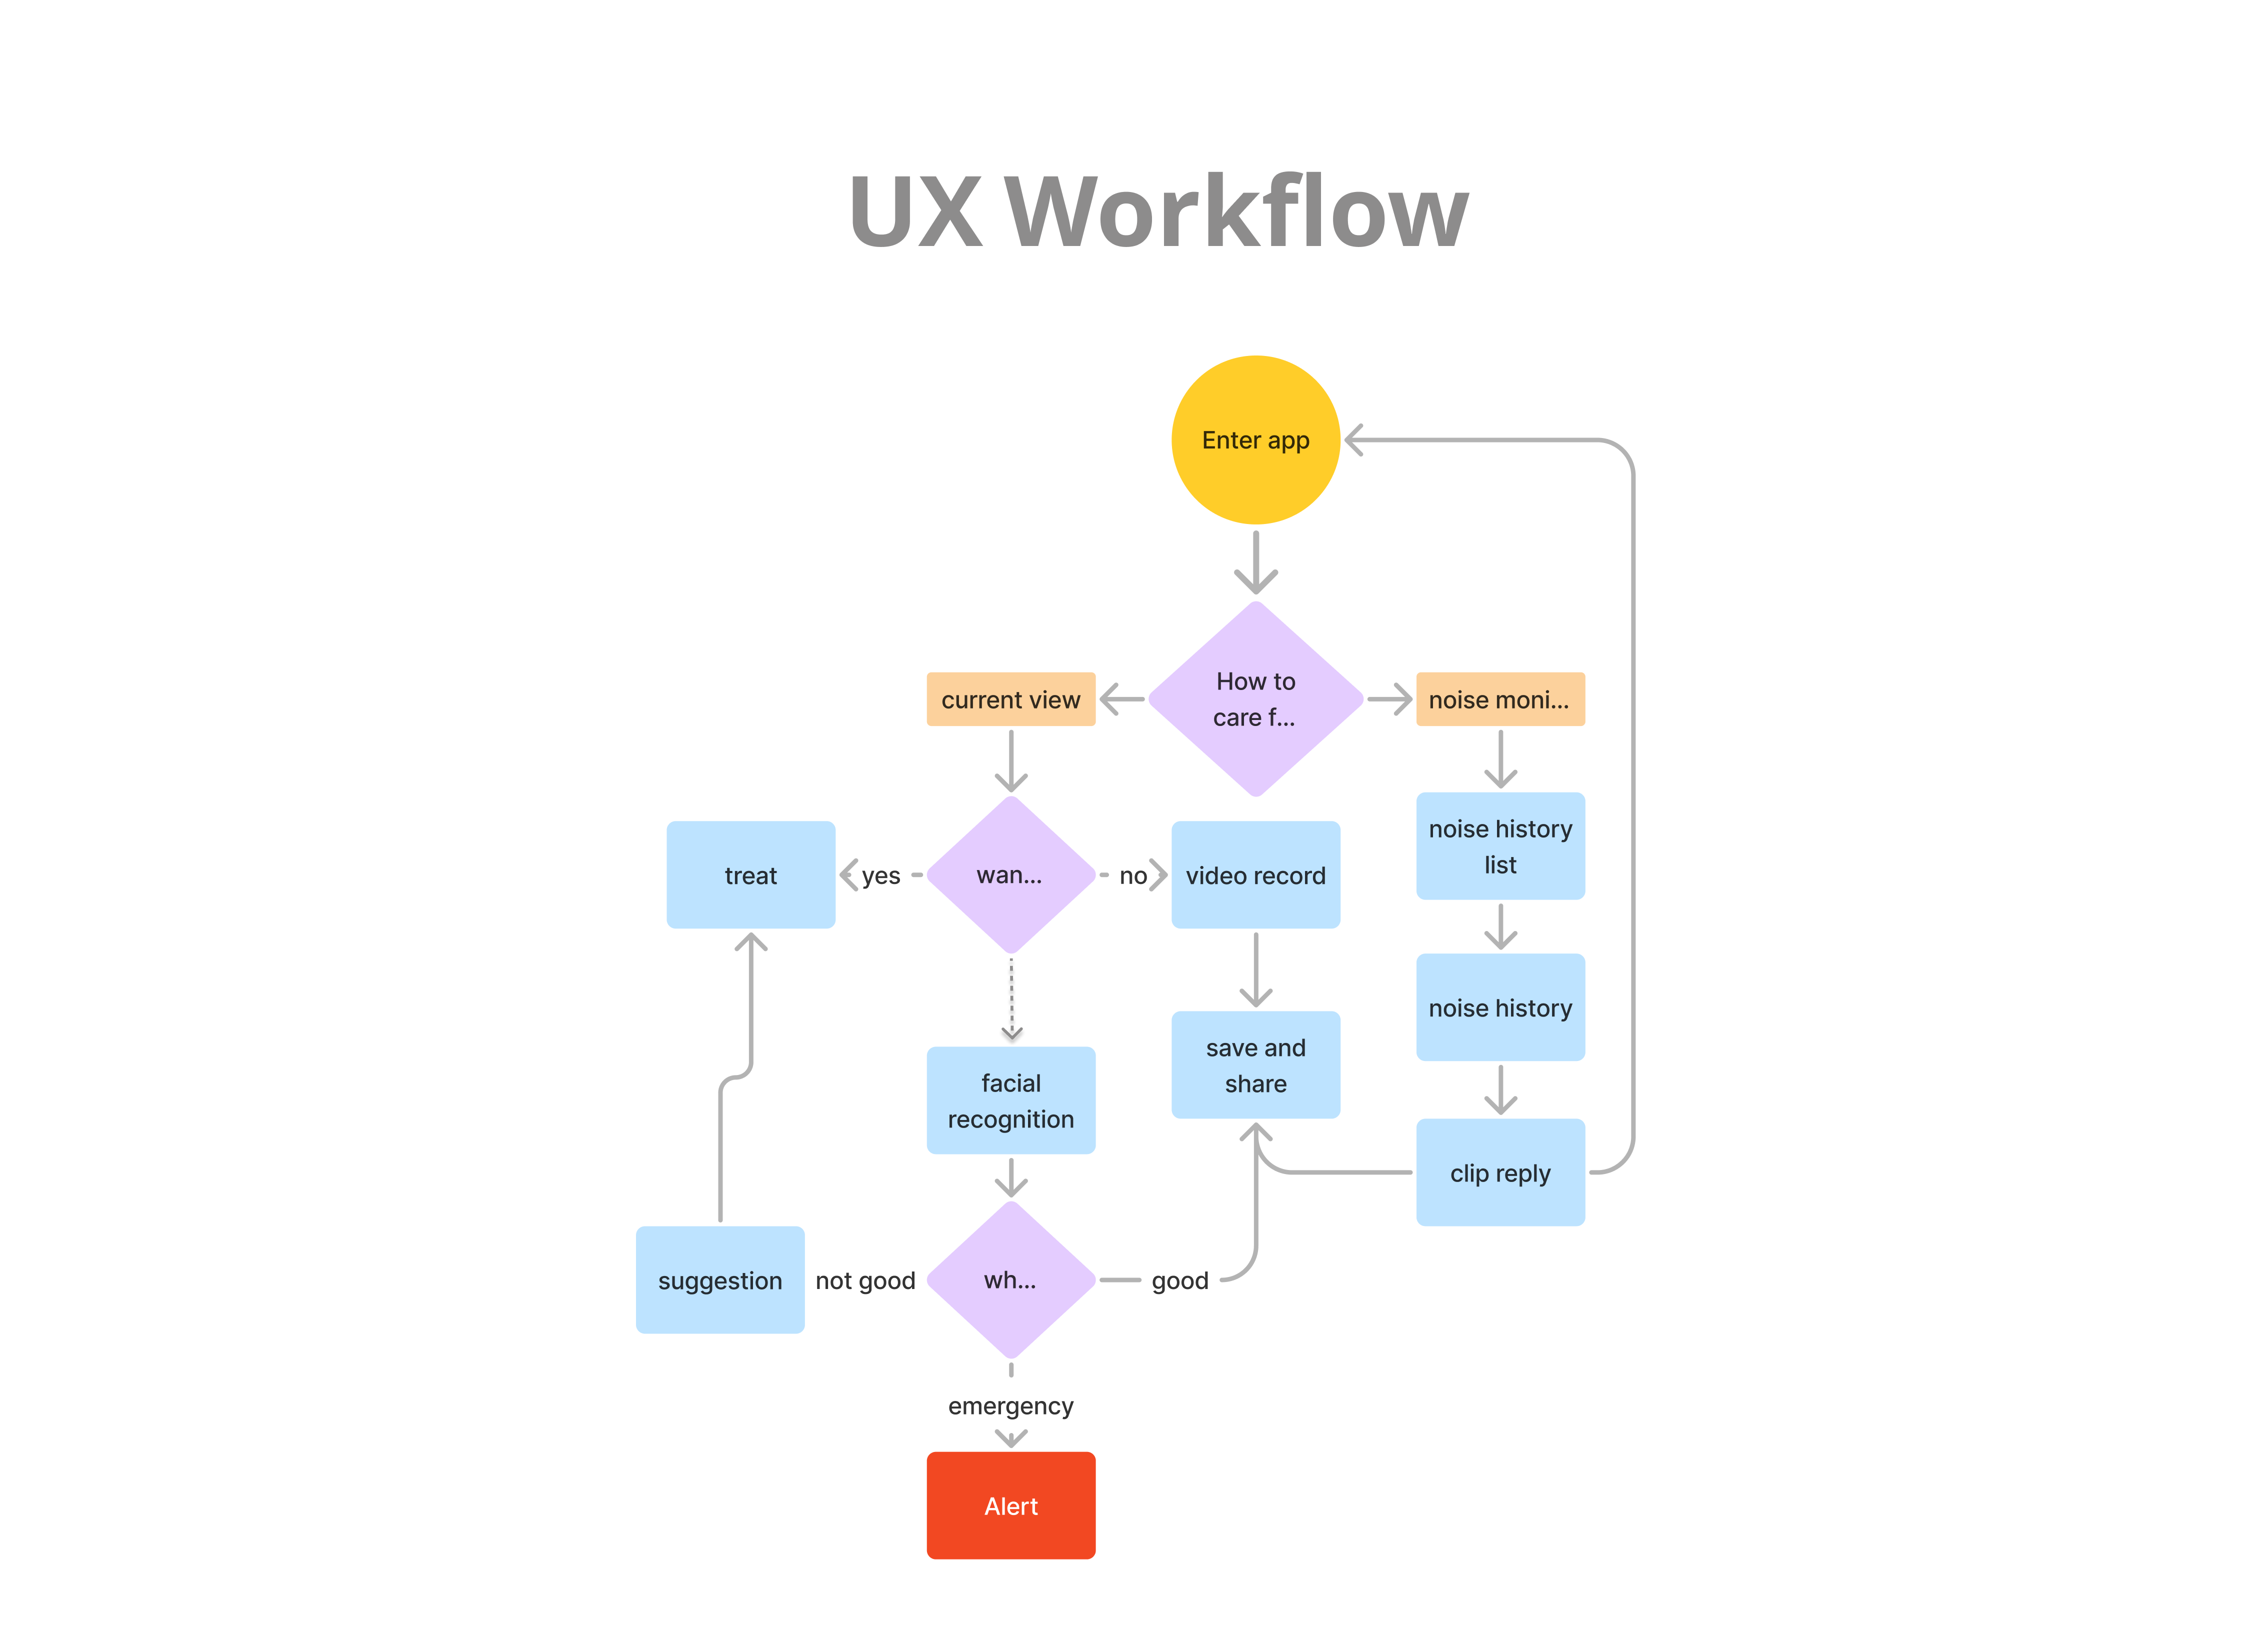 UX Workflow
Enter app
How to
care f...
current view
noise moni...
noise history
list
treat
yes
wan...
no
video record
noise history
save and
share
facial
recognition
clip reply
suggestion
not good
wh...
good
emergency
Alert